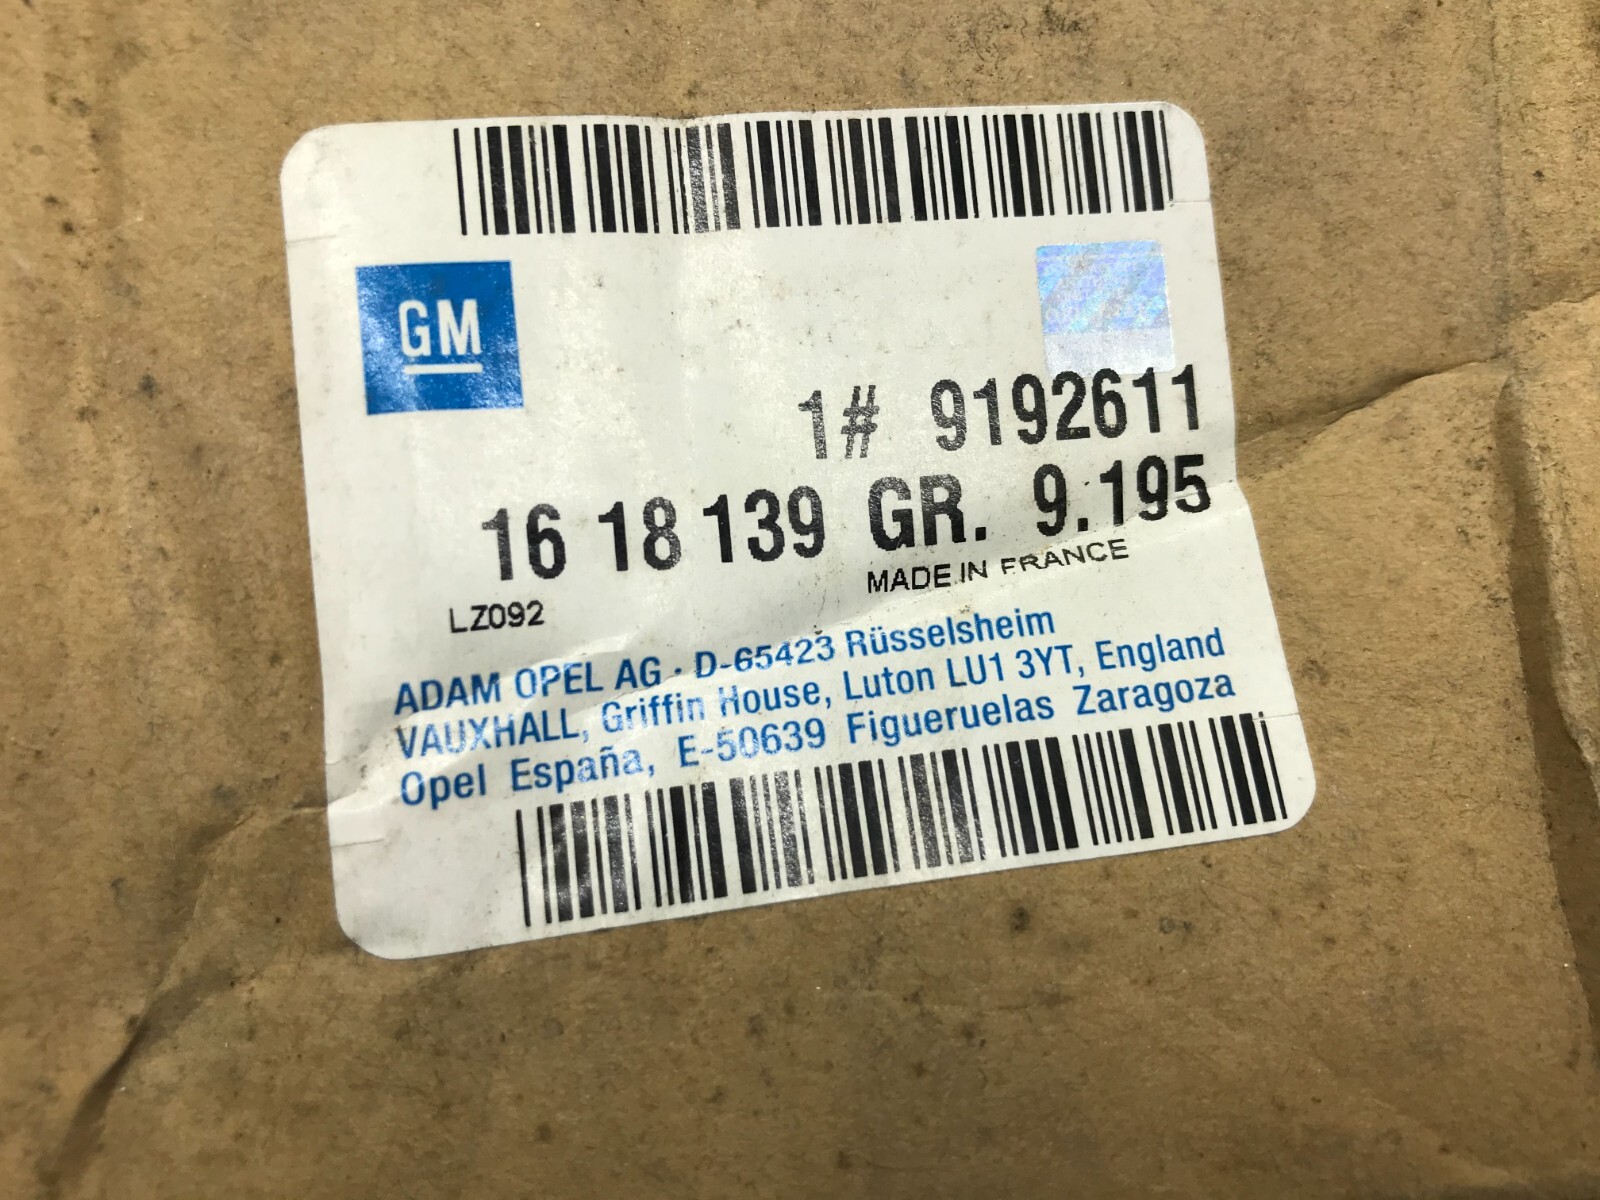 GM
1# 9192611
16 18 139 GR. 9.195
MADE IN FRANCE
LZ092
ADAM OPEL AG · D-65423 Rüsselsheim
VAUXHALL, Griffin House, Luton LU1 3YT, England
Opel España, E-50639 Figueruelas Zaragoza